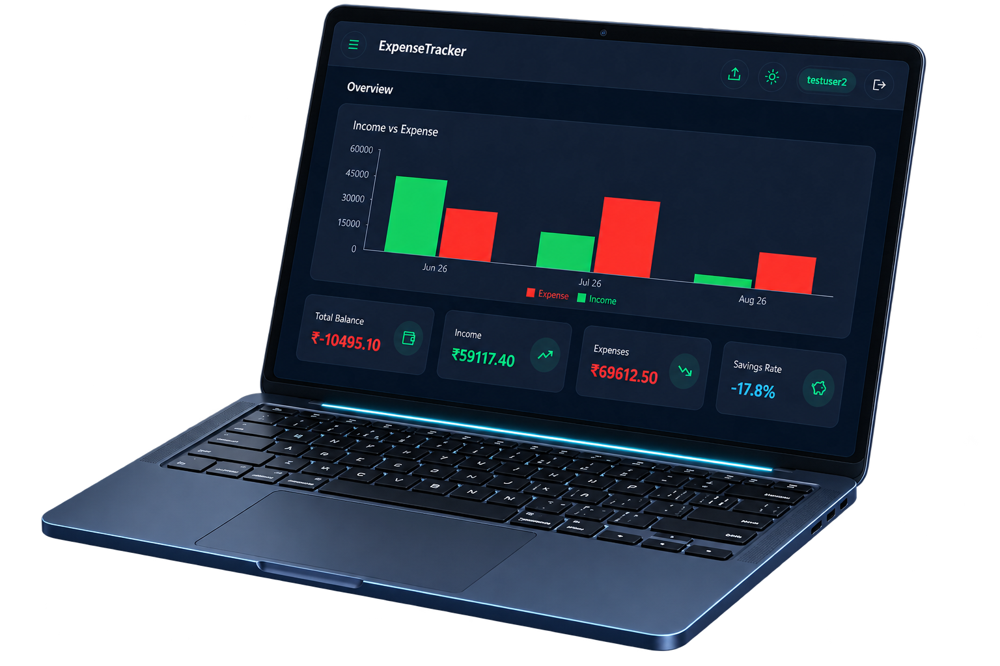 ExpenseTracker
testuser2
Overview
Income vs Expense
60000
45000
30000
15000
0
Jun 26
Jul 26
Aug 26
Expense
Income
Total Balance
₹-10495.10
Income
₹59117.40
Expenses
₹69612.50
Savings Rate
-17.8%